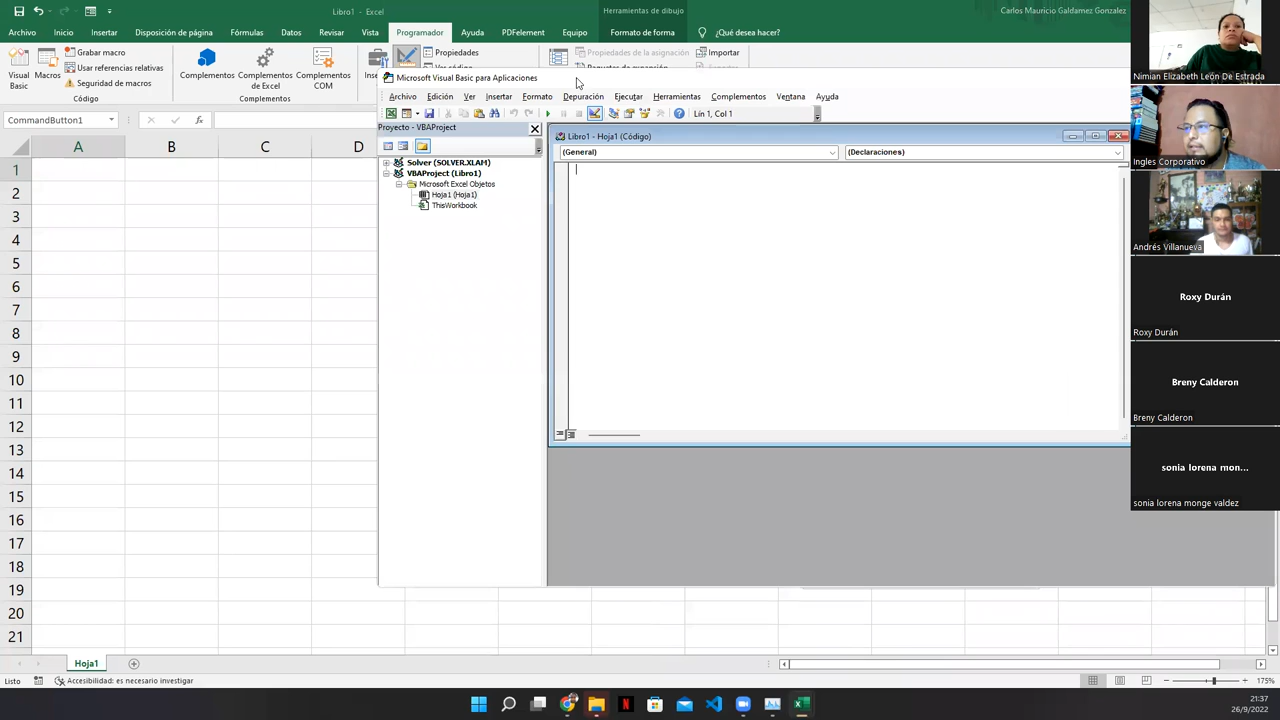 Libro1 - Excel
Herramientas de dibujo
Carlos Mauricio Galdamez Gonzalez
Archivo Inicio Insertar Disposición de página Fórmulas Datos Revisar Vista Programador Ayuda PDFelement Equipo Formato de forma ¿Qué desea hacer?
Visual Basic
Macros
Grabar macro
Usar referencias relativas
Seguridad de macros
Código
Complementos
Complementos de Excel
Complementos COM
Complementos
Propiedades
Propiedades de la asignación
Importar
Microsoft Visual Basic para Aplicaciones
Archivo Edición Ver Insertar Formato Depuración Ejecutar Herramientas Complementos Ventana Ayuda
Lín 1, Col 1
CommandButton1
fx
Proyecto - VBAProject
Solver (SOLVER.XLAM)
VBAProject (Libro1)
Microsoft Excel Objetos
Hoja1 (Hoja1)
ThisWorkbook
Libro1 - Hoja1 (Código)
(General)
(Declaraciones)
A B C D
1
2
3
4
5
6
7
8
9
10
11
12
13
14
15
16
17
18
19
20
21
Hoja1
Listo
Accesibilidad: es necesario investigar
175%
Nimian Elizabeth León De Estrada
Ingles Corporativo
Andrés Villanueva
Roxy Durán
Roxy Durán
Breny Calderon
Breny Calderon
sonia lorena mon...
sonia lorena monge valdez
21:37
26/9/2022